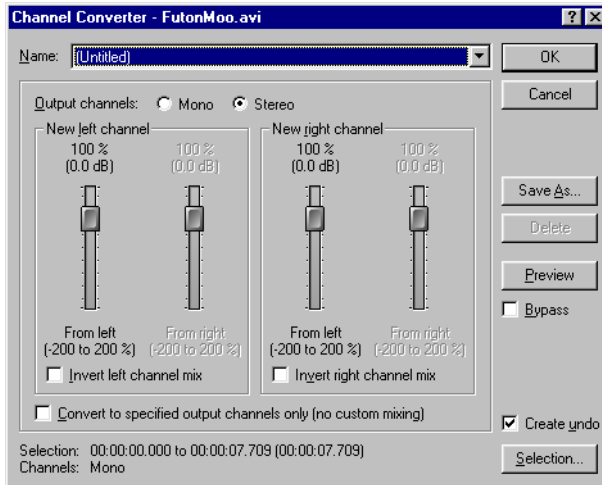 Channel Converter - FutonMoo.avi
Name: (Untitled)
OK
Cancel
Output channels: Mono Stereo
New left channel
100 % 100 %
(0.0 dB) (0.0 dB)
From left From right
(-200 to 200 %) (-200 to 200 %)
Invert left channel mix
New right channel
100 % 100 %
(0.0 dB) (0.0 dB)
From left From right
(-200 to 200 %) (-200 to 200 %)
Invert right channel mix
Convert to specified output channels only (no custom mixing)
Save As...
Delete
Preview
Bypass
Create undo
Selection...
Selection: 00:00:00.000 to 00:00:07.709 (00:00:07.709)
Channels: Mono